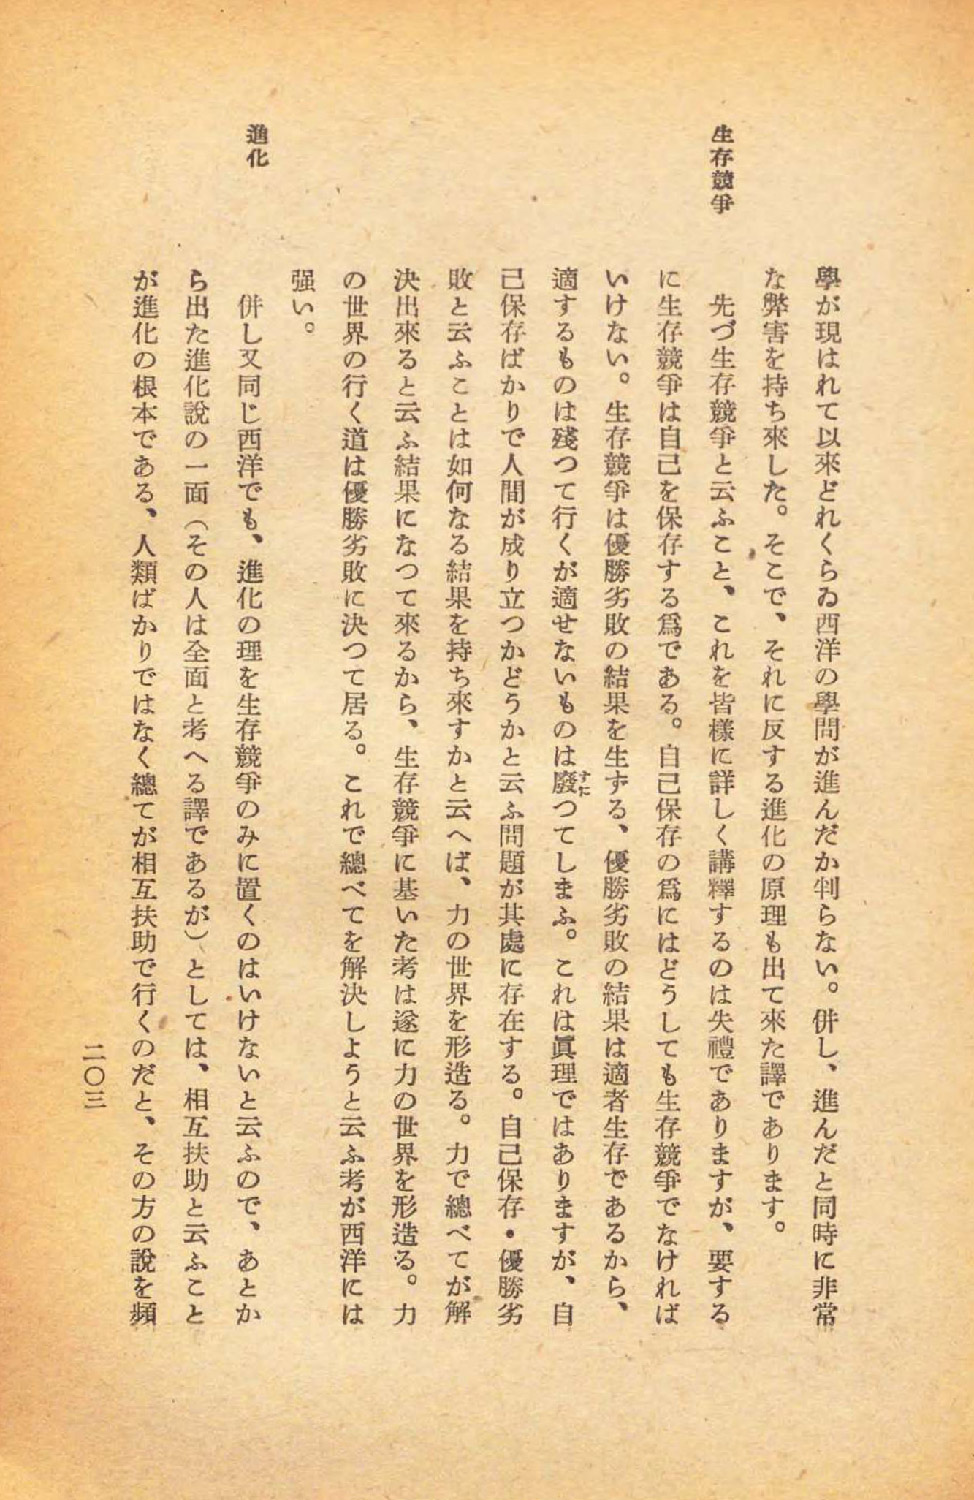 生存競爭
學が現はれて以來どれくらゐ西洋の學問が進んだか判らない。併し、進んだと同時に非常
な弊害を持ち來した。そこで、それに反する進化の原理も出て來た譯であります。
先づ生存競爭と云ふこと、これを皆樣に詳しく講釋するのは失禮でありますが、要する
に生存競爭は自己を保存する爲である。自己保存の爲にはどうしても生存競爭でなければ
いけない。生存競爭は優勝劣敗の結果を生ずる、優勝劣敗の結果は適者生存であるから、
適するものは殘つて行くが適せないものは廢つてしまふ。これは眞理ではありますが、自
すに
己保存ばかりで人間が成り立つかどうかと云ふ問題が其處に存在する。自己保存・優勝劣
敗と云ふことは如何なる結果を持ち來すかと云へば、力の世界を形造る。力で總べてが解
決出來ると云ふ結果になつて來るから、生存競爭に基いた考は遂に力の世界を形造る。力
の世界の行く道は優勝劣敗に決つて居る。これで總べてを解決しようと云ふ考が西洋には
强い。
進化
併し又同じ西洋でも、進化の理を生存競爭のみに置くのはいけないと云ふので、あとか
ら出た進化說の一面（その人は全面と考へる譯であるが）としては、相互扶助と云ふこと
が進化の根本である、人類ばかりではなく總てが相互扶助で行くのだと、その方の說を頻
二〇三